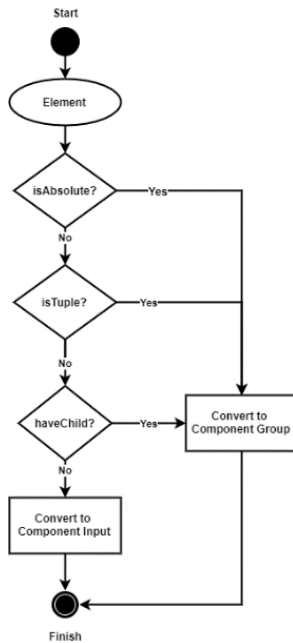 Start
Element
isAbsolute?
Yes
No
isTuple?
Yes
No
haveChild?
Yes
Convert to
Component Group
No
Convert to
Component Input
Finish